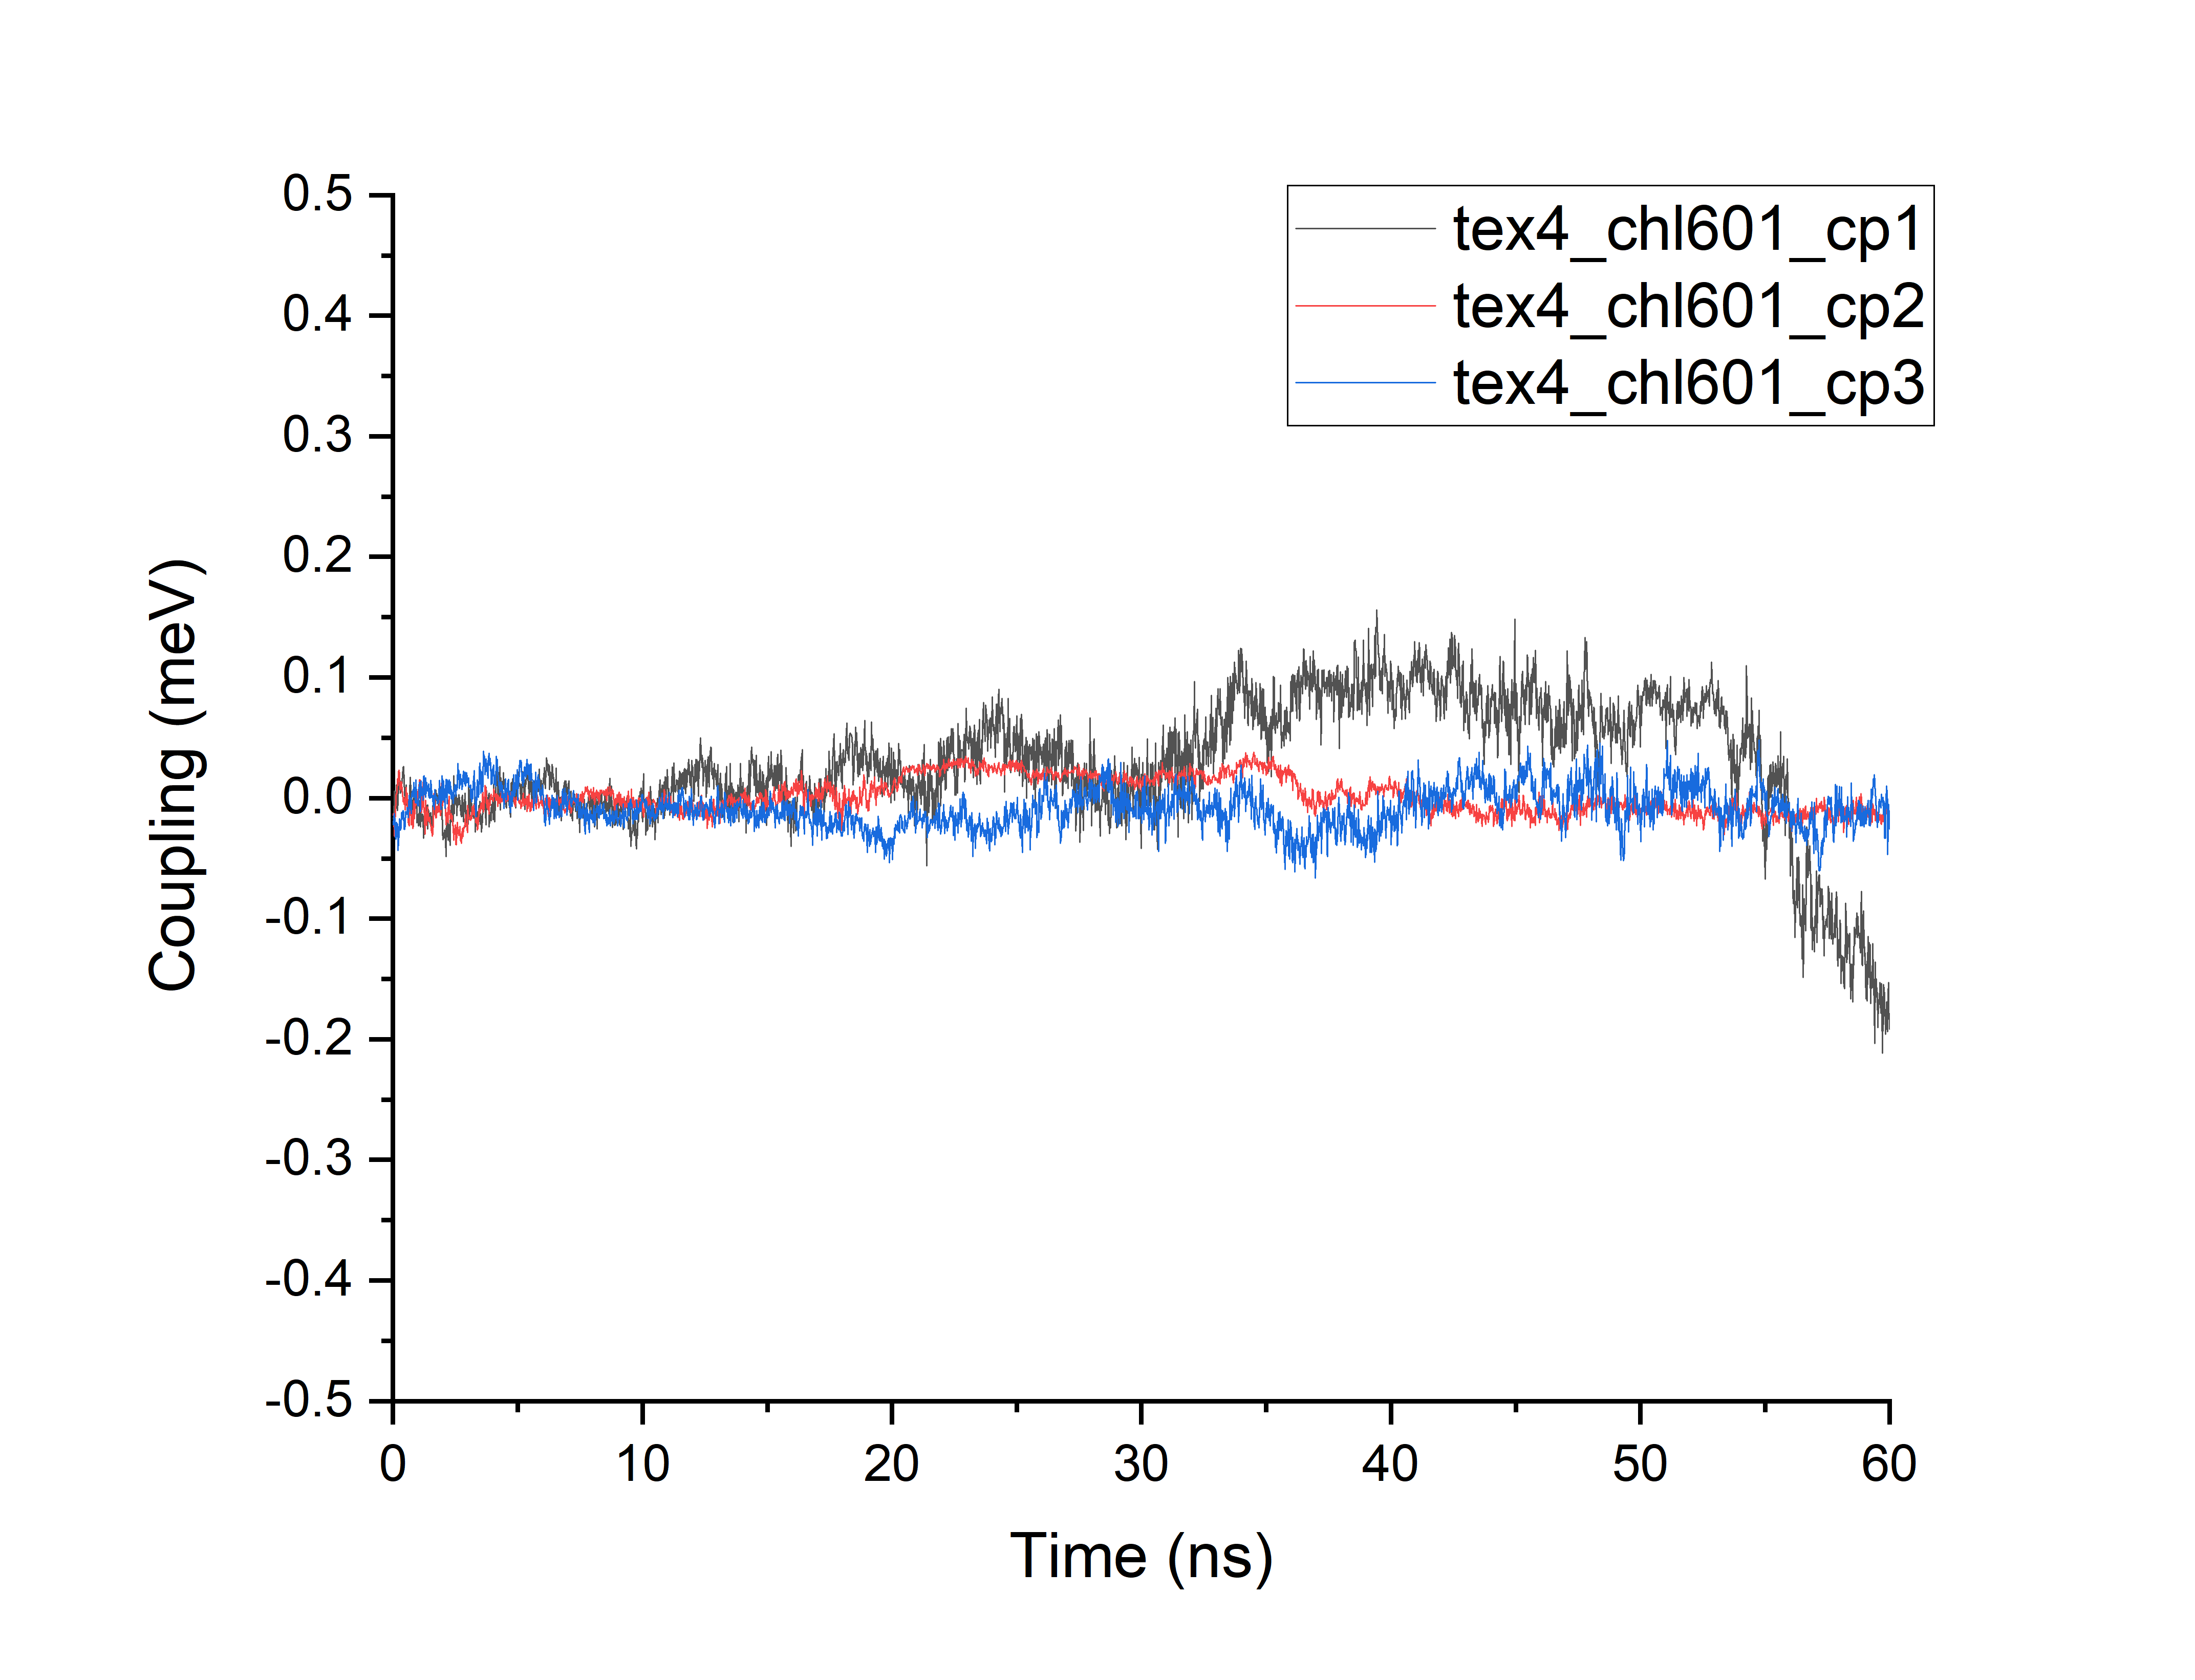 tex4_chl601_cp1
tex4_chl601_cp2
tex4_chl601_cp3
0.5
0.4
0.3
0.2
0.1
0.0
-0.1
-0.2
-0.3
-0.4
-0.5
Coupling (meV)
0 10 20 30 40 50 60
Time (ns)